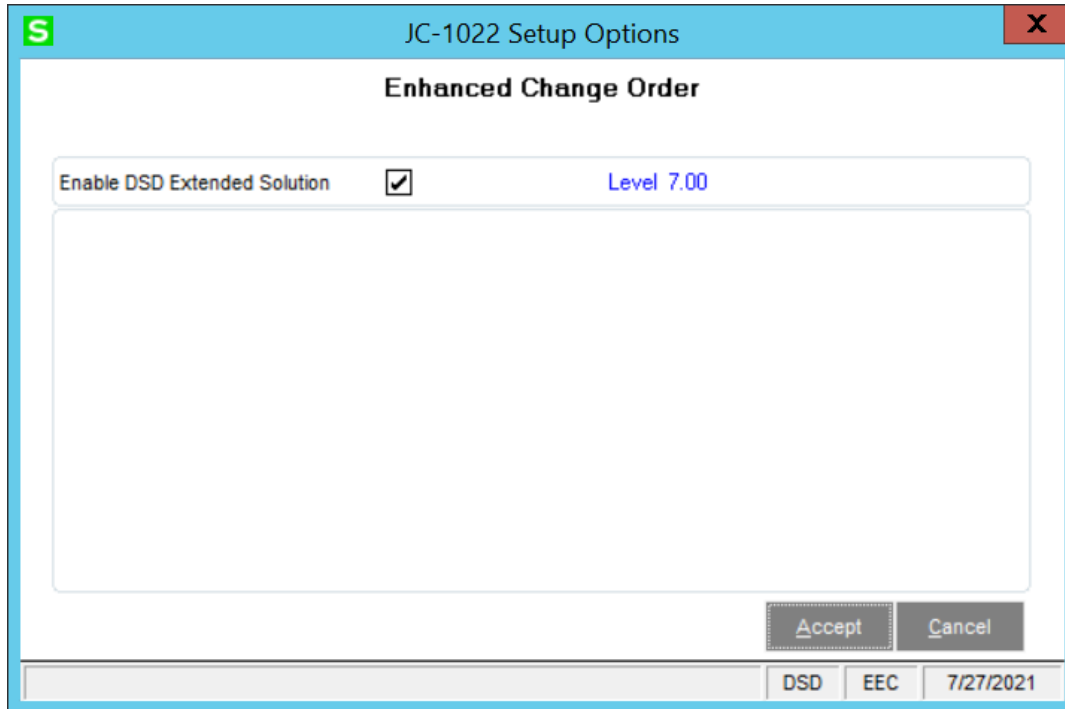 S
JC-1022 Setup Options
X
Enhanced Change Order
Enable DSD Extended Solution Level 7.00
Accept Cancel
DSD EEC 7/27/2021